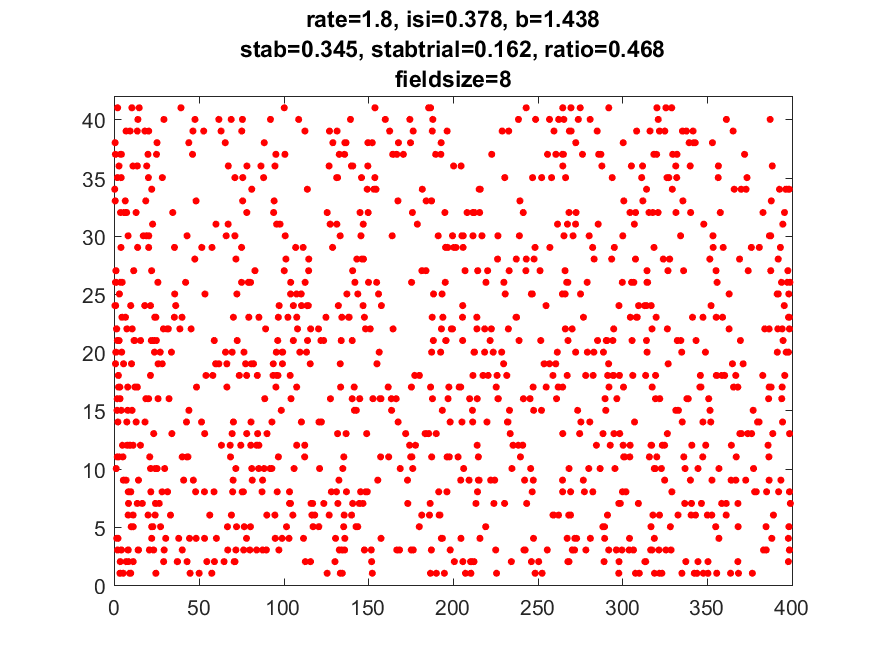 rate=1.8, isi=0.378, b=1.438
stab=0.345, stabtrial=0.162, ratio=0.468
fieldsize=8
40
35
30
25
20
15
10
5
0
0 50 100 150 200 250 300 350 400